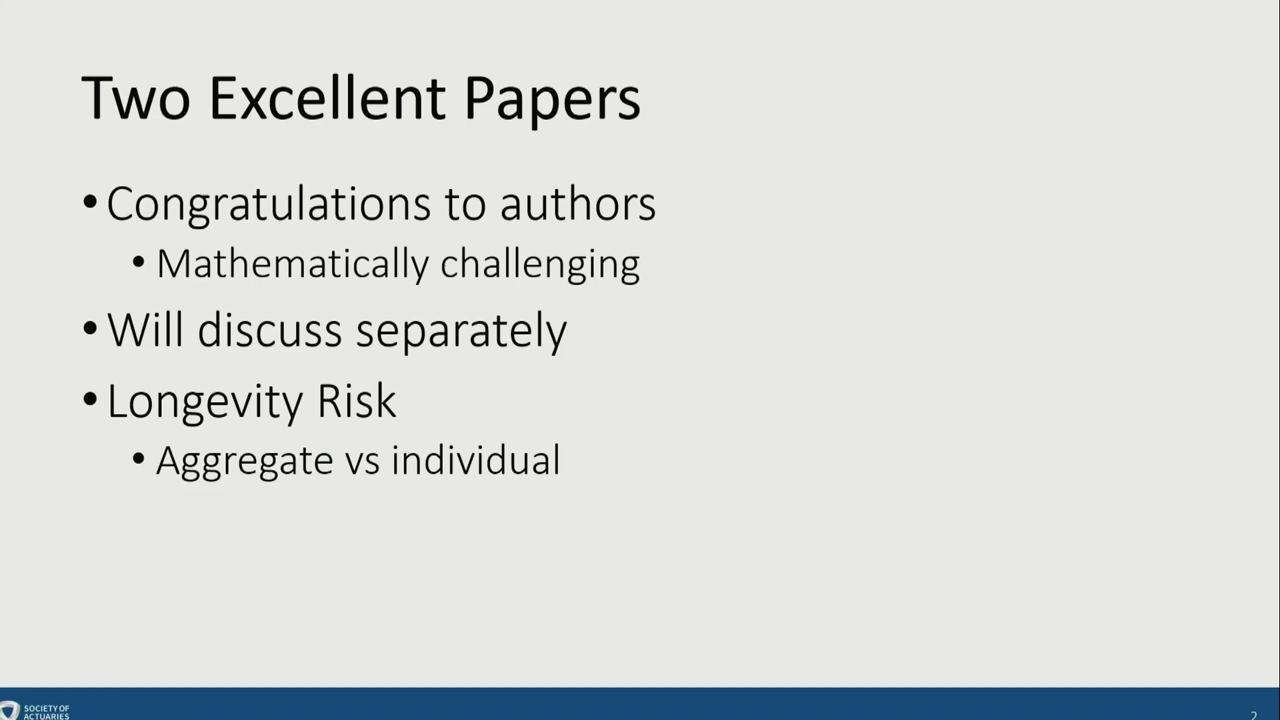 Two Excellent Papers
• Congratulations to authors
• Mathematically challenging
• Will discuss separately
• Longevity Risk
• Aggregate vs individual
SOCIETY OF
ACTUARIES
2